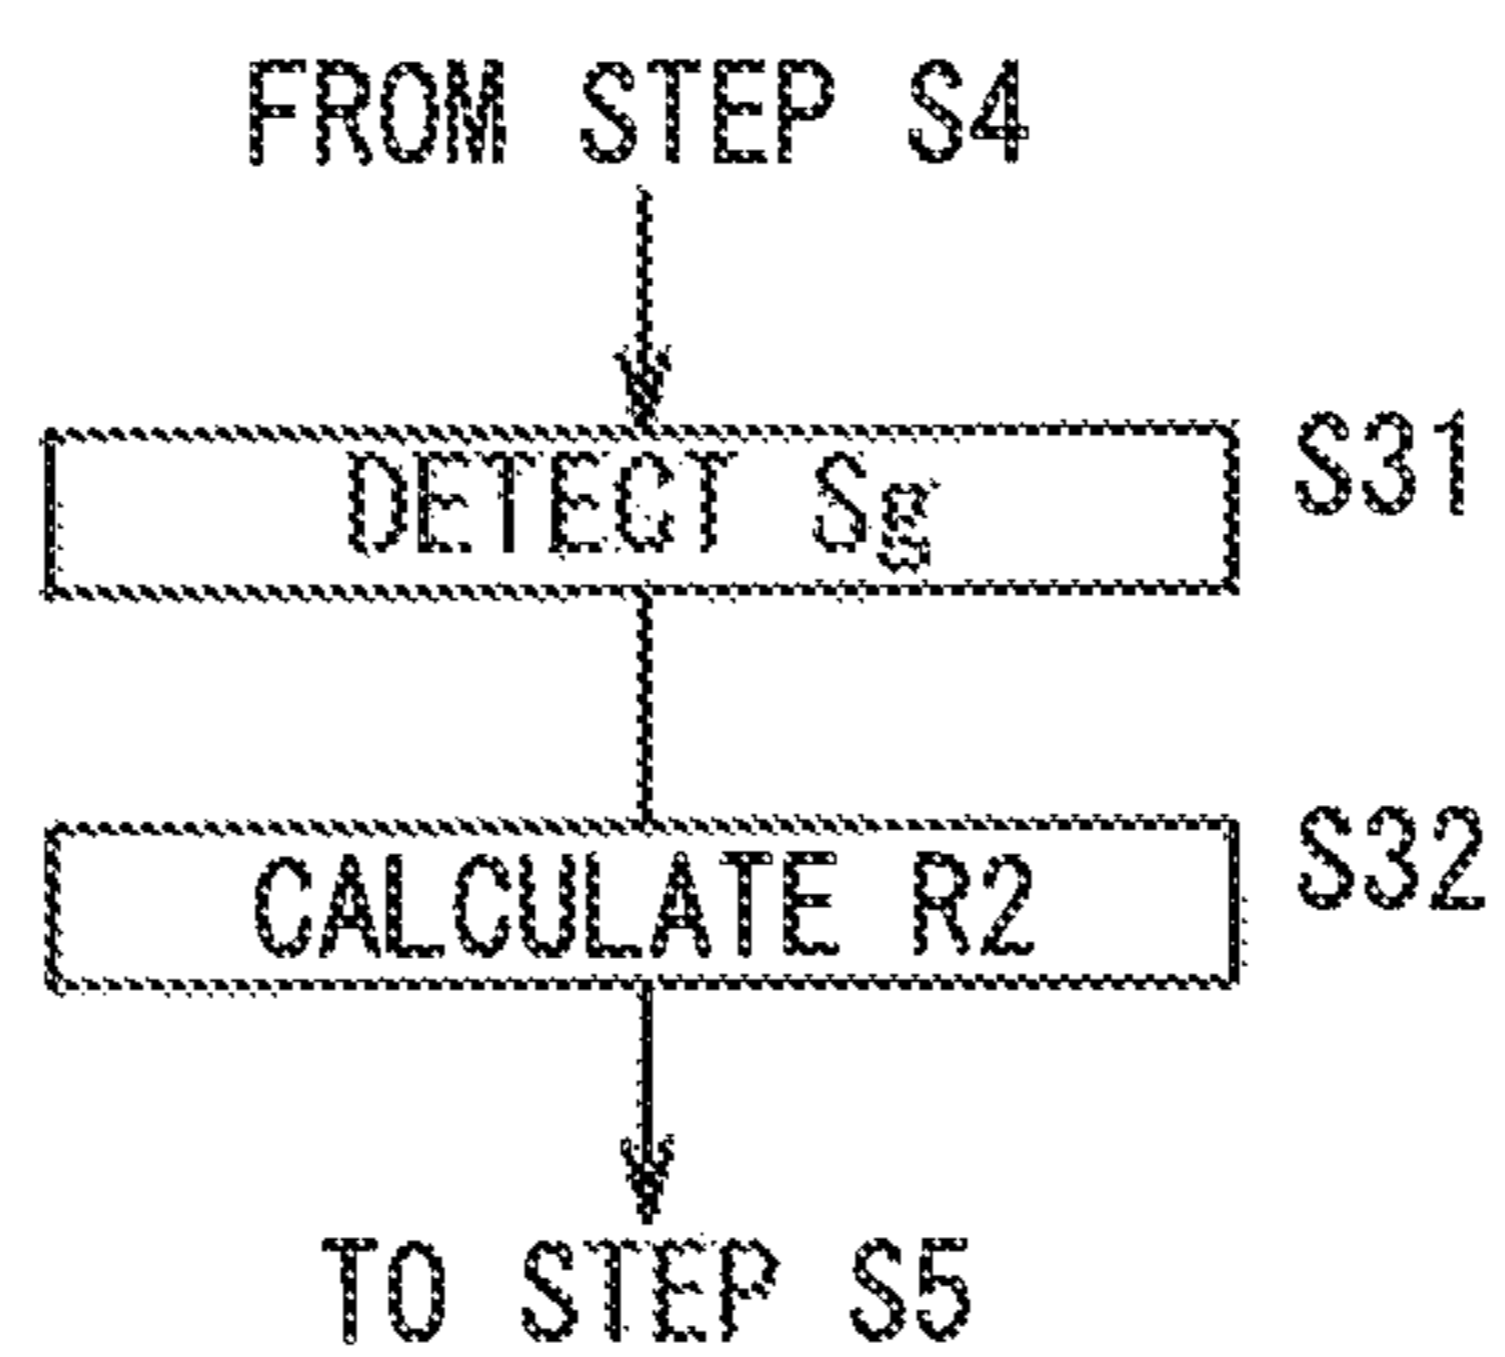 FROM STEP S4
DETECT Sg S31
CALCULATE R2 S32
TO STEP S5